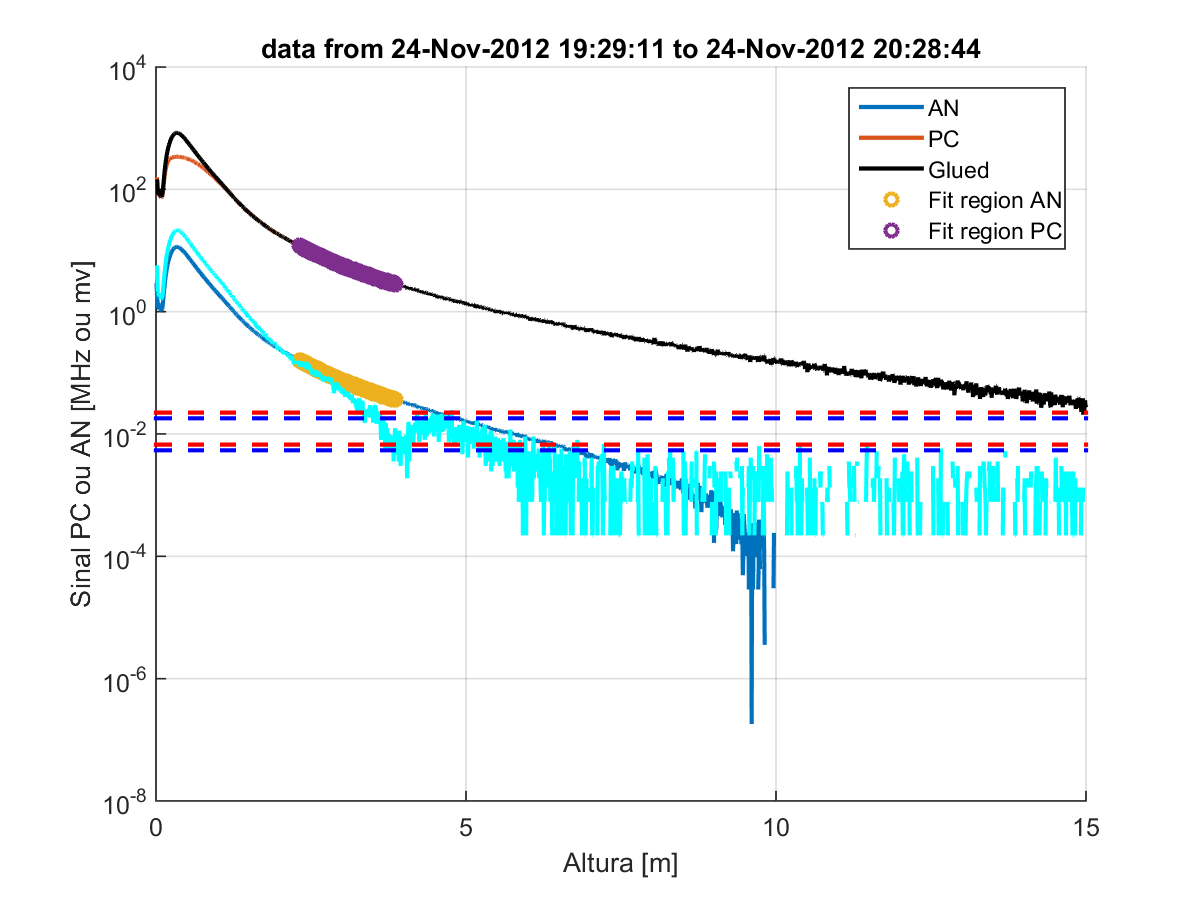 data from 24-Nov-2012 19:29:11 to 24-Nov-2012 20:28:44
Sinal PC ou AN [MHz ou mv]
10^4
10^2
10^0
10^-2
10^-4
10^-6
10^-8
AN
PC
Glued
Fit region AN
Fit region PC
0 5 10 15
Altura [m]